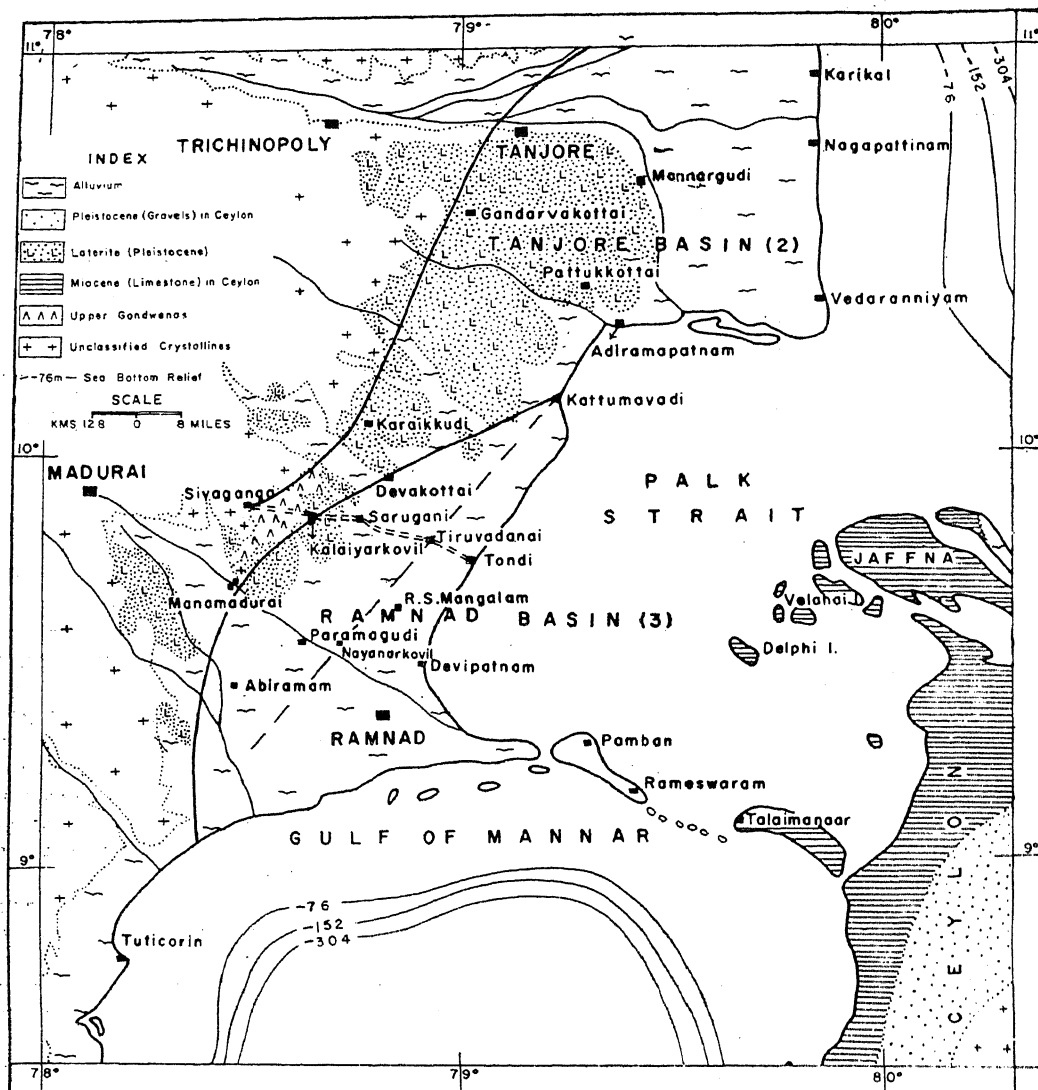 78°
79°
80°
11°
11°
-76
-152
-304
Karikal
TRICHINOPOLY
TANJORE
Nagapattinam
INDEX
Mannargudi
Alluvium
Pleistocene (Gravels) in Ceylon
Gandarvakottai
Laterite (Pleistocene)
TANJORE BASIN (2)
Pattukkottai
Miocene (Limestone) in Ceylon
Vedaranniyam
Upper Gondwenas
Unclassified Crystallines
Adiramapatnam
-76m- Sea Bottom Relief
SCALE
KMS 12 8 0 8 MILES
Kattumavadi
Karaikkudi
10°
10°
MADURAI
PALK
STRAIT
Sivaganga
Devakottai
Sarugani
Kalaiyarkovil
Tiruvadanai
Tondi
JAFFNA
Manamadurai
R.S. Mangalam
Velahai D
RAMNAD BASIN (3)
Paramagudi
Nayanarkovil
Delphi I.
Devipatnam
Abiramam
RAMNAD
Pamban
Rameswaram
Talaimanaar
GULF OF MANNAR
CEYLON
9°
9°
-76
-152
-304
Tuticorin
78°
79°
80°